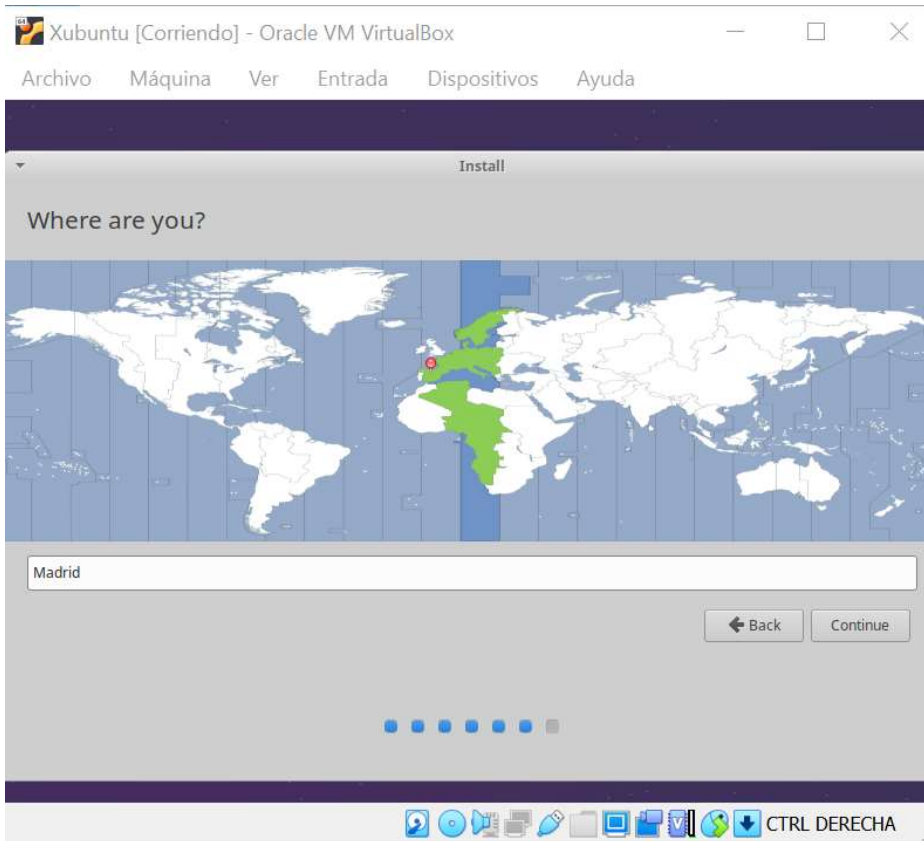 Xubuntu [Corriendo] - Oracle VM VirtualBox
Archivo Máquina Ver Entrada Dispositivos Ayuda
Install
Where are you?
Madrid
Back Continue
CTRL DERECHA